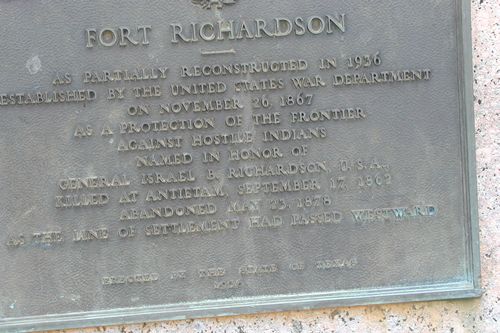 FORT RICHARDSON
AS PARTIALLY RECONSTRUCTED IN 1936
ESTABLISHED BY THE UNITED STATES WAR DEPARTMENT
ON NOVEMBER 26, 1867
AS A PROTECTION OF THE FRONTIER
AGAINST HOSTILE INDIANS
NAMED IN HONOR OF
GENERAL ISRAEL B. RICHARDSON, U.S.A.,
KILLED AT ANTIETAM, SEPTEMBER 17, 1862
ABANDONED MAY 23, 1878
AS THE LINE OF SETTLEMENT HAD PASSED WESTWARD
ERECTED BY THE STATE OF TEXAS
1936